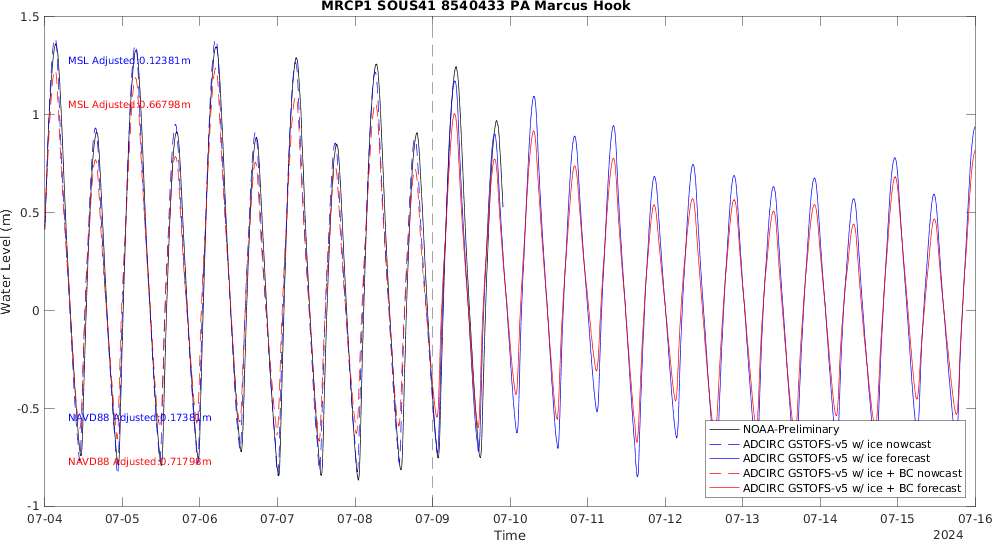 MRCP1 SOUS41 8540433 PA Marcus Hook
1.5
1
0.5
0
-0.5
-1
Water Level (m)
MSL Adjusted:0.12381m
MSL Adjusted:0.66798m
NAVD88 Adjusted:0.17381m
NAVD88 Adjusted:0.71798m
NOAA-Preliminary
ADCIRC GSTOFS-v5 w/ ice nowcast
ADCIRC GSTOFS-v5 w/ ice forecast
ADCIRC GSTOFS-v5 w/ ice + BC nowcast
ADCIRC GSTOFS-v5 w/ ice + BC forecast
07-04 07-05 07-06 07-07 07-08 07-09 07-10 07-11 07-12 07-13 07-14 07-15 07-16
Time
2024